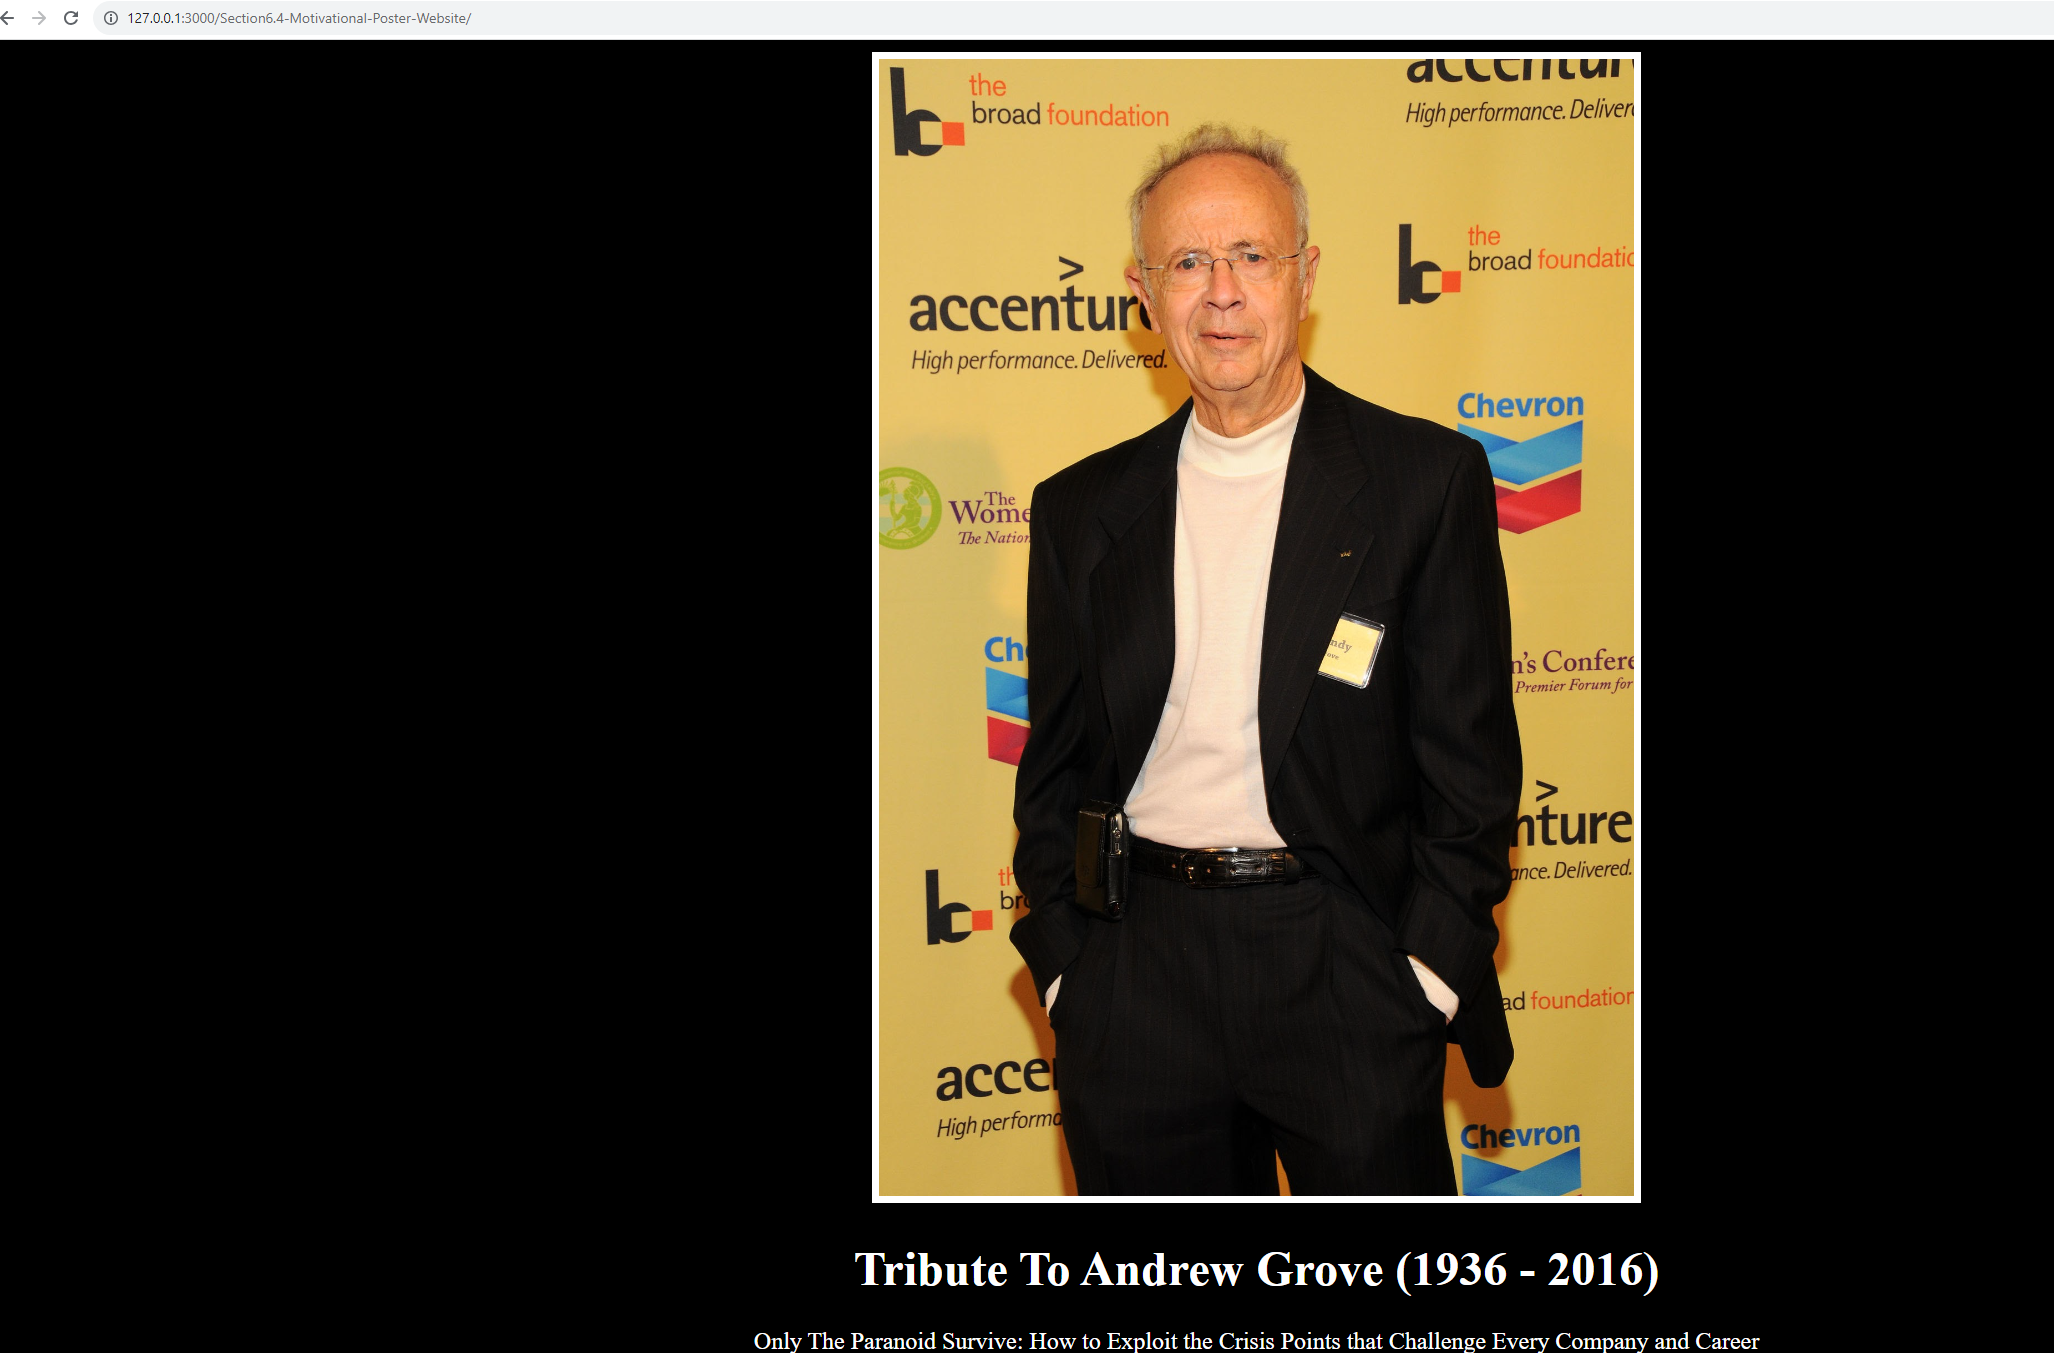 127.0.0.1:3000/Section6.4-Motivational-Poster-Website/
the
broad foundation
accentur
High performance. Deliver
the
broad foundatio
accenture
High performance. Delivered.
Chevron
The
Wome
The Nation
ndy
ove
Ch
n's Confere
Premier Forum for
nture
ance. Delivered.
th
bro
ad foundation
acce
High performa
Chevron
Tribute To Andrew Grove (1936 - 2016)
Only The Paranoid Survive: How to Exploit the Crisis Points that Challenge Every Company and Career